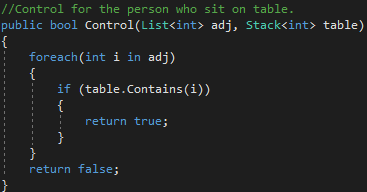 //Control for the person who sit on table.
public bool Control(List<int> adj, Stack<int> table)
{
    foreach(int i in adj)
    {
        if (table.Contains(i))
        {
            return true;
        }
    }
    return false;
}